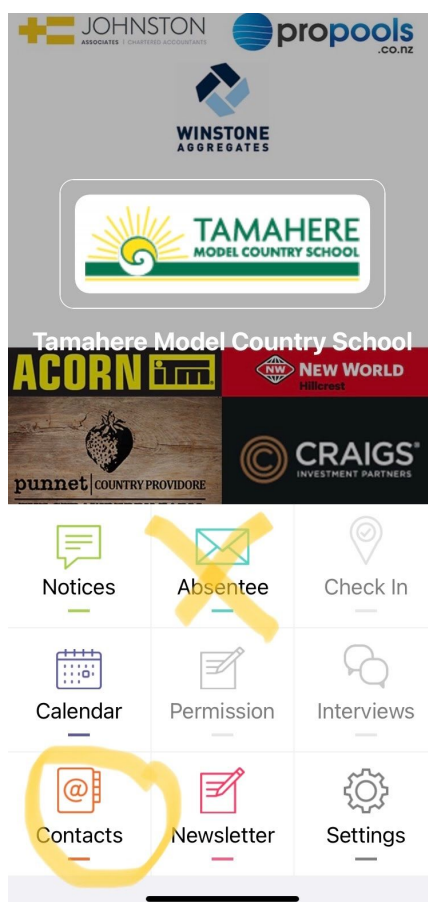 JOHNSTON
ASSOCIATES | CHARTERED ACCOUNTANTS
propools
.co.nz
WINSTONE
AGGREGATES
TAMAHERE
MODEL COUNTRY SCHOOL
Tamahere Model Country School
ACORN itm
NW NEW WORLD
Hillcrest
punnet COUNTRY PROVIDORE
CRAIGS
INVESTMENT PARTNERS
Notices
Absentee
Check In
Calendar
Permission
Interviews
@
Contacts
Newsletter
Settings